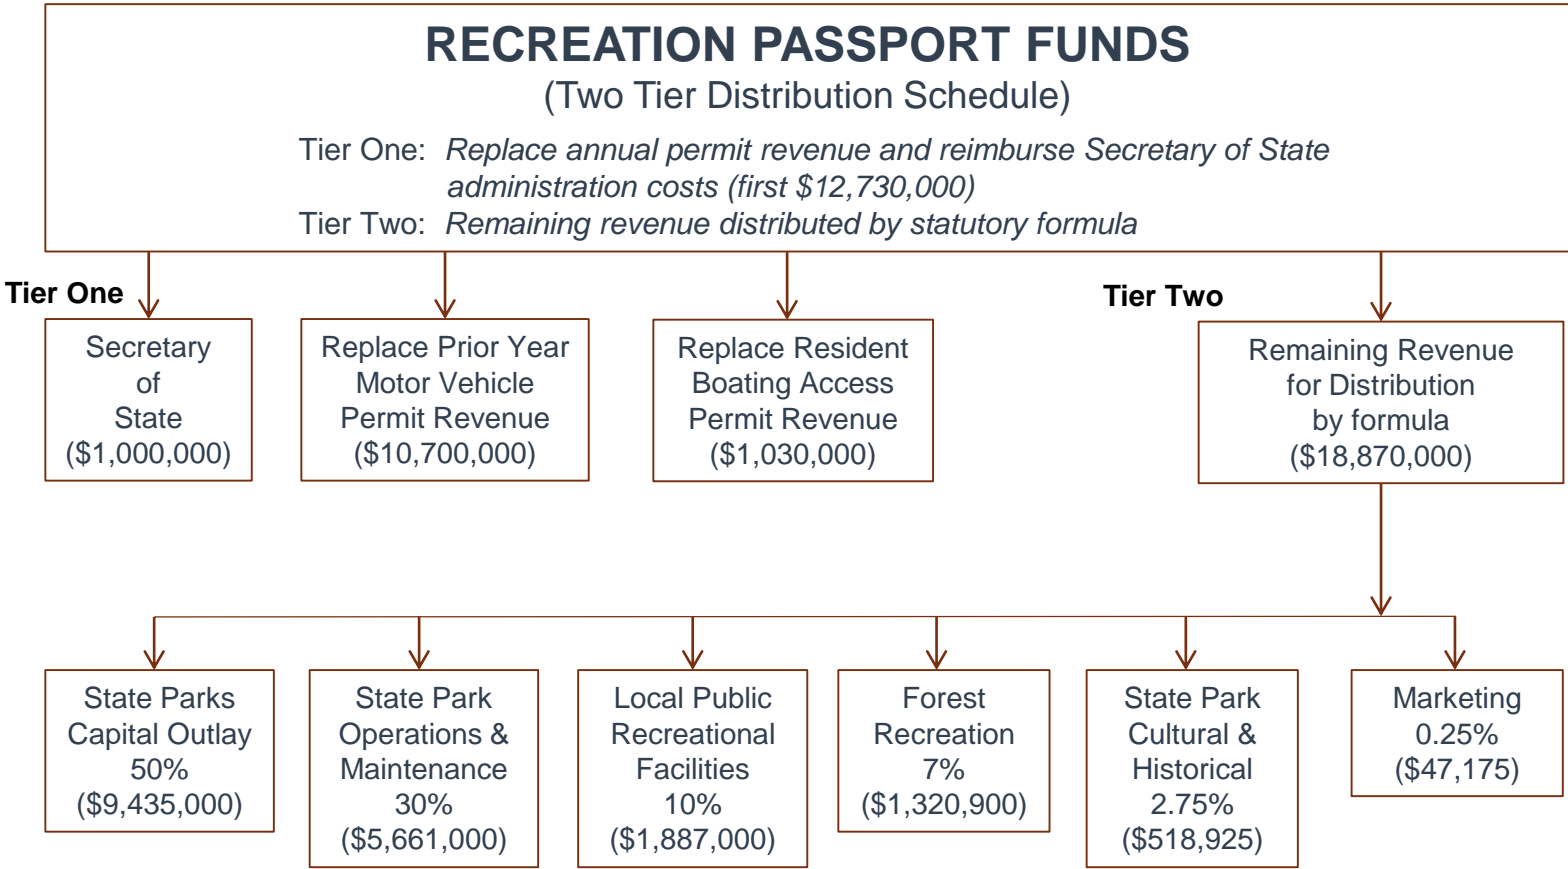 RECREATION PASSPORT FUNDS
(Two Tier Distribution Schedule)
Tier One: Replace annual permit revenue and reimburse Secretary of State
administration costs (first $12,730,000)
Tier Two: Remaining revenue distributed by statutory formula
Tier One
Secretary
of
State
($1,000,000)
Replace Prior Year
Motor Vehicle
Permit Revenue
($10,700,000)
Replace Resident
Boating Access
Permit Revenue
($1,030,000)
Tier Two
Remaining Revenue
for Distribution
by formula
($18,870,000)
State Parks
Capital Outlay
50%
($9,435,000)
State Park
Operations &
Maintenance
30%
($5,661,000)
Local Public
Recreational
Facilities
10%
($1,887,000)
Forest
Recreation
7%
($1,320,900)
State Park
Cultural &
Historical
2.75%
($518,925)
Marketing
0.25%
($47,175)